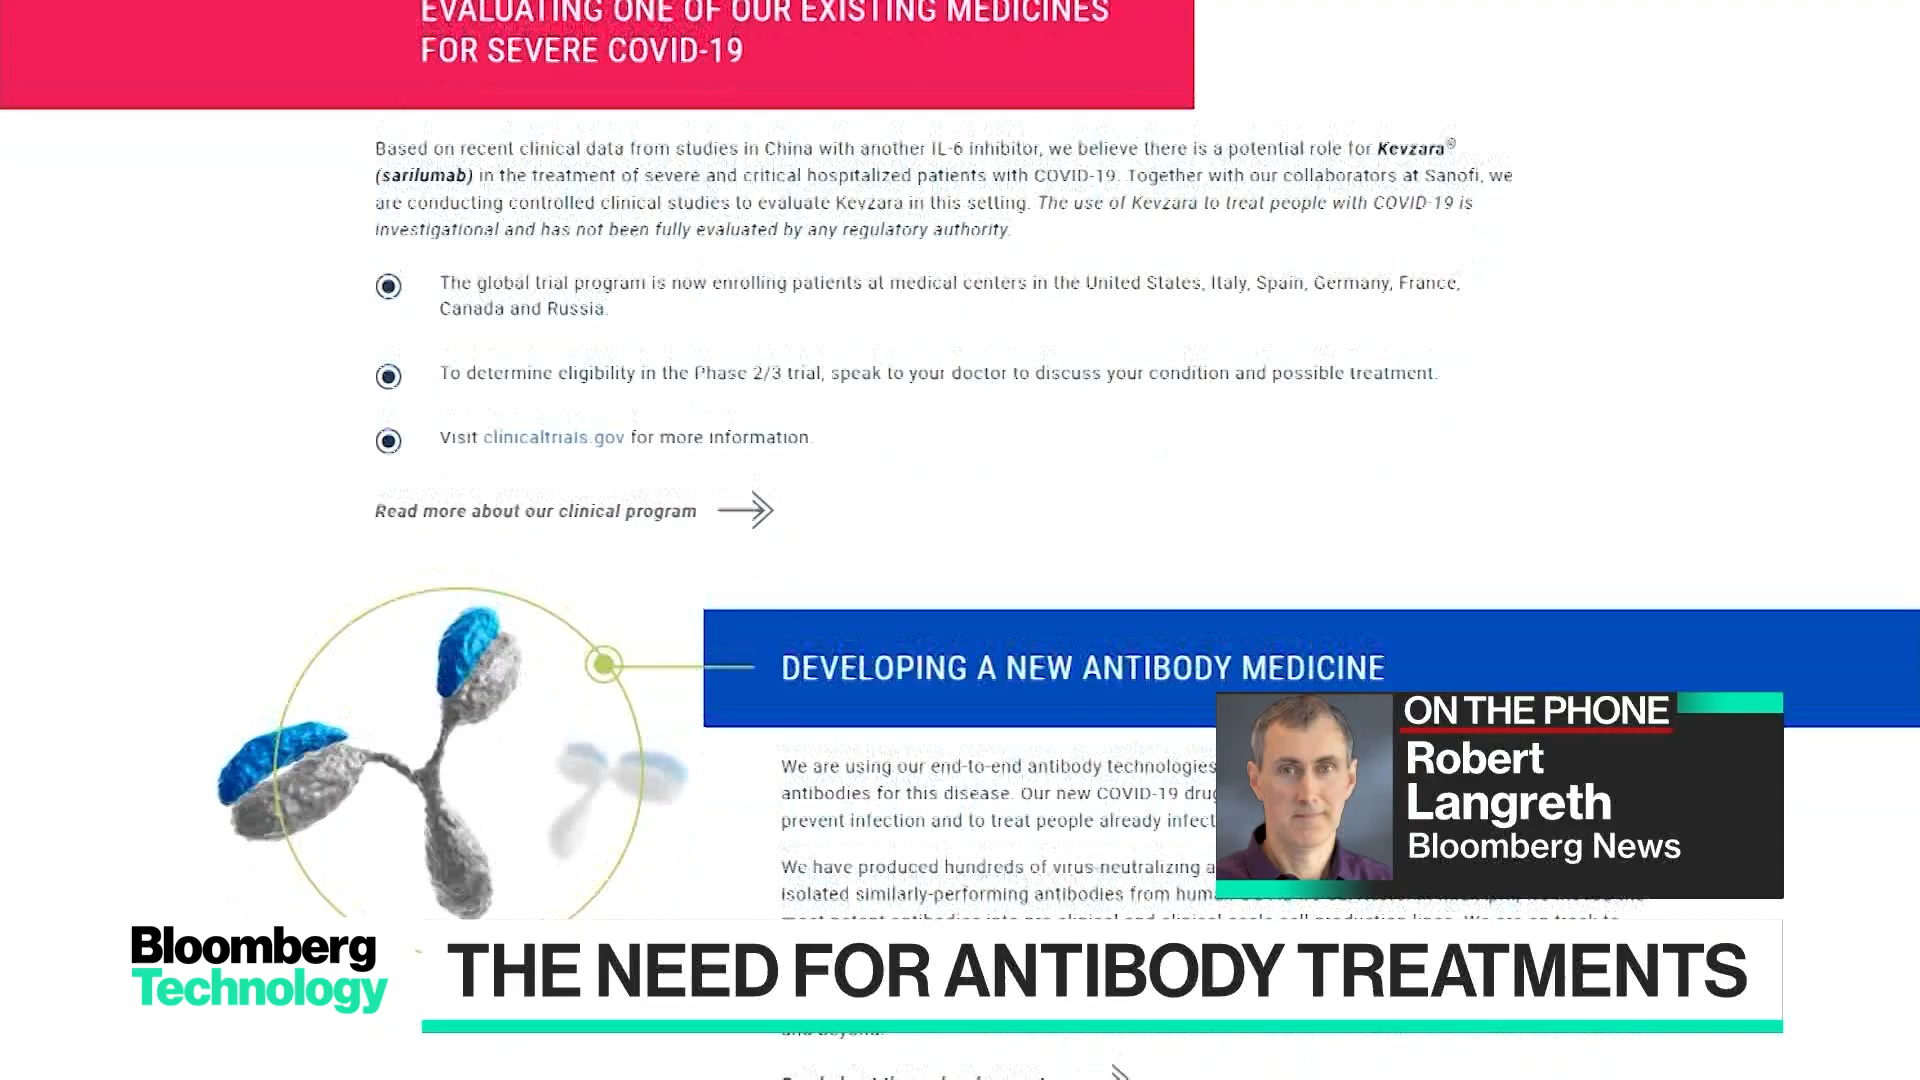 EVALUATING ONE OF OUR EXISTING MEDICINES
FOR SEVERE COVID-19
Based on recent clinical data from studies in China with another IL-6 inhibitor, we believe there is a potential role for Kevzara®
(sarilumab) in the treatment of severe and critical hospitalized patients with COVID-19. Together with our collaborators at Sanofi, we
are conducting controlled clinical studies to evaluate Kevzara in this setting. The use of Kevzara to treat people with COVID-19 is
investigational and has not been fully evaluated by any regulatory authority.
The global trial program is now enrolling patients at medical centers in the United States, Italy, Spain, Germany, France,
Canada and Russia.
To determine eligibility in the Phase 2/3 trial, speak to your doctor to discuss your condition and possible treatment.
Visit clinicaltrials.gov for more information.
Read more about our clinical program
DEVELOPING A NEW ANTIBODY MEDICINE
We are using our end-to-end antibody technologies
antibodies for this disease. Our new COVID-19
prevent infection and to treat people already
We have produced hundreds of virus-neutralizing
isolated similarly-performing antibodies from
ON THE PHONE
Robert
Langreth
Bloomberg News
Bloomberg
Technology
THE NEED FOR ANTIBODY TREATMENTS